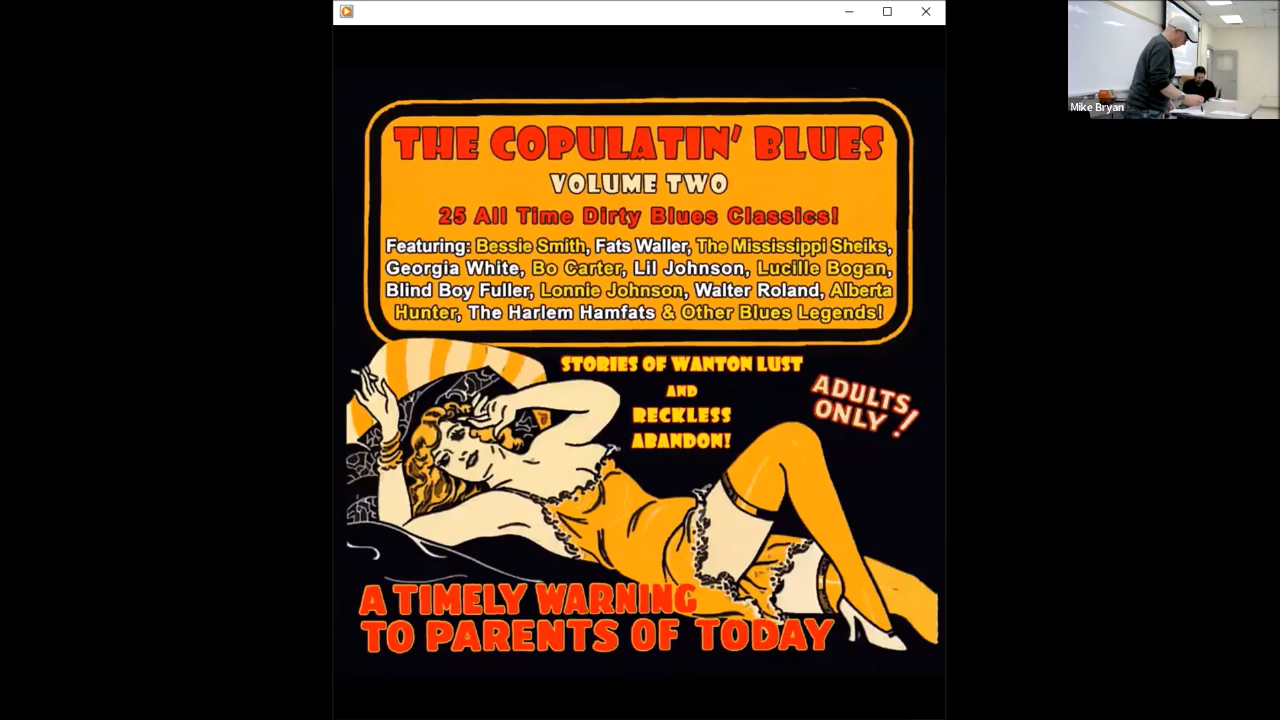 THE COPULATIN' BLUES
VOLUME TWO
25 All Time Dirty Blues Classics!
Featuring: Bessie Smith, Fats Waller, The Mississippi Sheiks,
Georgia White, Bo Carter, Lil Johnson, Lucille Bogan,
Blind Boy Fuller, Lonnie Johnson, Walter Roland, Alberta
Hunter, The Harlem Hamfats & Other Blues Legends!
STORIES OF WANTON LUST
AND
RECKLESS
ABANDON!
ADULTS
ONLY!
A TIMELY WARNING
TO PARENTS OF TODAY
Mike Bryan